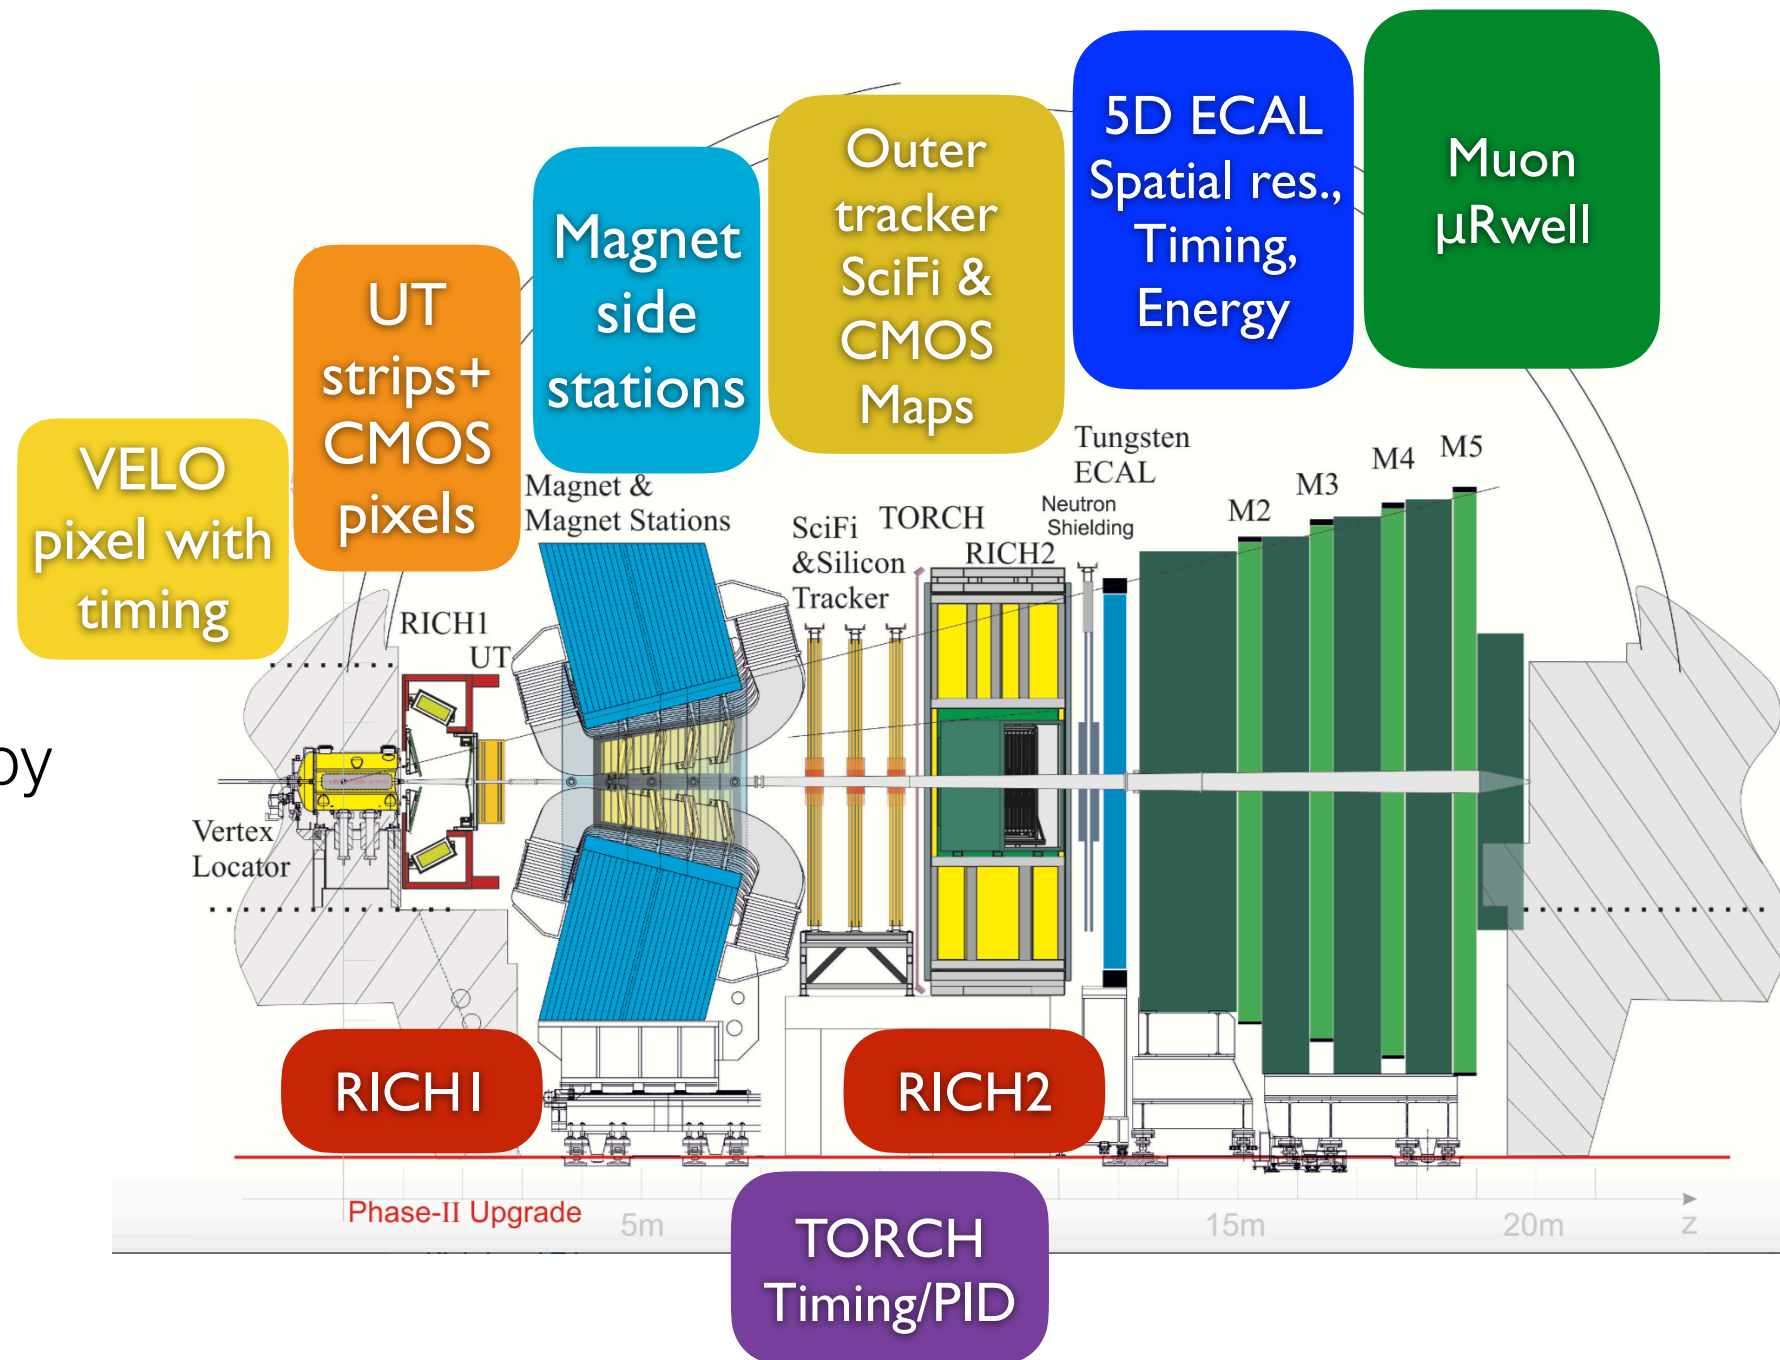 5D ECAL
Spatial res.,
Timing,
Energy
Muon
µRwell
Outer
tracker
SciFi &
CMOS
Maps
Magnet
side
stations
UT
strips+
CMOS
pixels
VELO
pixel with
timing
Magnet &
Magnet Stations
SciFi
&Silicon
Tracker
TORCH
RICH2
Tungsten
ECAL
Neutron
Shielding
M2
M3
M4
M5
RICH1
UT
by
Vertex
Locator
RICH1
RICH2
Phase-II Upgrade
5m
15m
20m
z
TORCH
Timing/PID